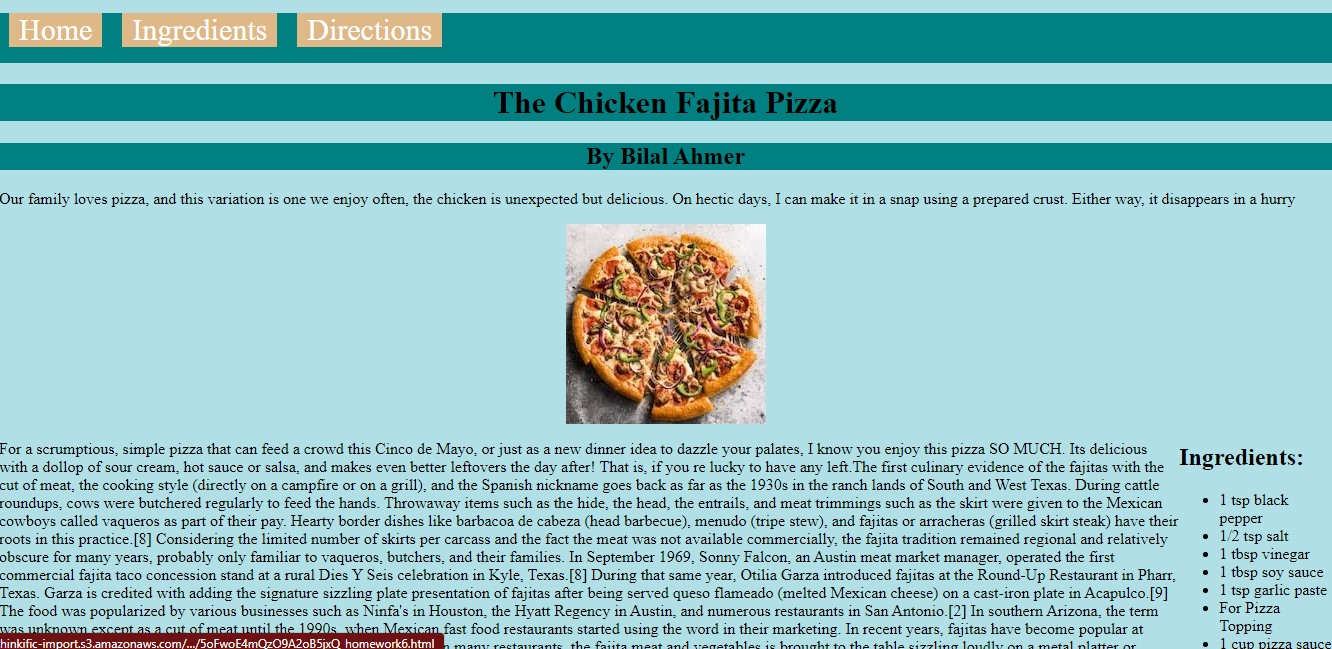 Home Ingredients Directions
The Chicken Fajita Pizza
By Bilal Ahmer
Our family loves pizza, and this variation is one we enjoy often, the chicken is unexpected but delicious. On hectic days, I can make it in a snap using a prepared crust. Either way, it disappears in a hurry
For a scrumptious, simple pizza that can feed a crowd this Cinco de Mayo, or just as a new dinner idea to dazzle your palates, I know you enjoy this pizza SO MUCH. Its delicious
with a dollop of sour cream, hot sauce or salsa, and makes even better leftovers the day after! That is, if you re lucky to have any left.The first culinary evidence of the fajitas with the
cut of meat, the cooking style (directly on a campfire or on a grill), and the Spanish nickname goes back as far as the 1930s in the ranch lands of South and West Texas. During cattle
roundups, cows were butchered regularly to feed the hands. Throwaway items such as the hide, the head, the entrails, and meat trimmings such as the skirt were given to the Mexican
cowboys called vaqueros as part of their pay. Hearty border dishes like barbacoa de cabeza (head barbecue), menudo (tripe stew), and fajitas or arracheras (grilled skirt steak) have their
roots in this practice.[8] Considering the limited number of skirts per carcass and the fact the meat was not available commercially, the fajita tradition remained regional and relatively
obscure for many years, probably only familiar to vaqueros, butchers, and their families. In September 1969, Sonny Falcon, an Austin meat market manager, operated the first
commercial fajita taco concession stand at a rural Dies Y Seis celebration in Kyle, Texas.[8] During that same year, Otilia Garza introduced fajitas at the Round-Up Restaurant in Pharr,
Texas. Garza is credited with adding the signature sizzling plate presentation of fajitas after being served queso flameado (melted Mexican cheese) on a cast-iron plate in Acapulco.[9]
The food was popularized by various businesses such as Ninfa's in Houston, the Hyatt Regency in Austin, and numerous restaurants in San Antonio.[2] In southern Arizona, the term
was unknown except as a cut of meat until the 1990s, when Mexican fast food restaurants started using the word in their marketing. In recent years, fajitas have become popular at
many restaurants, the fajita meat and vegetables is brought to the table sizzling loudly on a metal platter or
Ingredients:
1 tsp black
pepper
1/2 tsp salt
1 tbsp vinegar
1 tbsp soy sauce
1 tsp garlic paste
For Pizza
Topping
1 cup pizza sauce
hinkific-import.s3.amazonaws.com/.../5oFwoE4mQzO9A2oB5jxQ_homework6.html